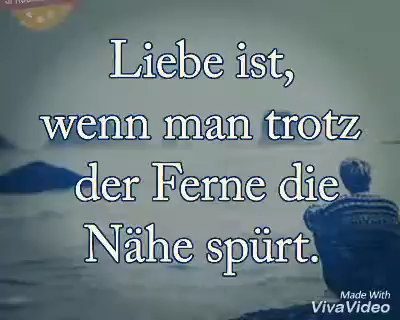 Liebe ist,
wenn man trotz
der Ferne die
Nähe spürt.
Made With
VivaVideo